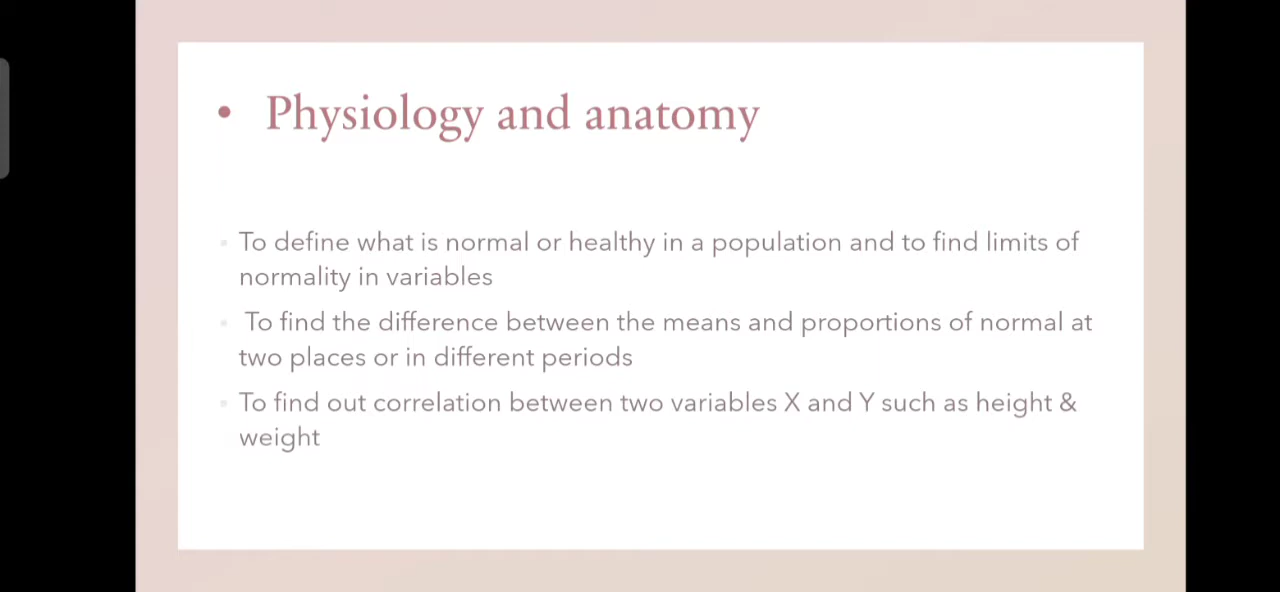 • Physiology and anatomy
▪ To define what is normal or healthy in a population and to find limits of
normality in variables
▪ To find the difference between the means and proportions of normal at
two places or in different periods
▪ To find out correlation between two variables X and Y such as height &
weight